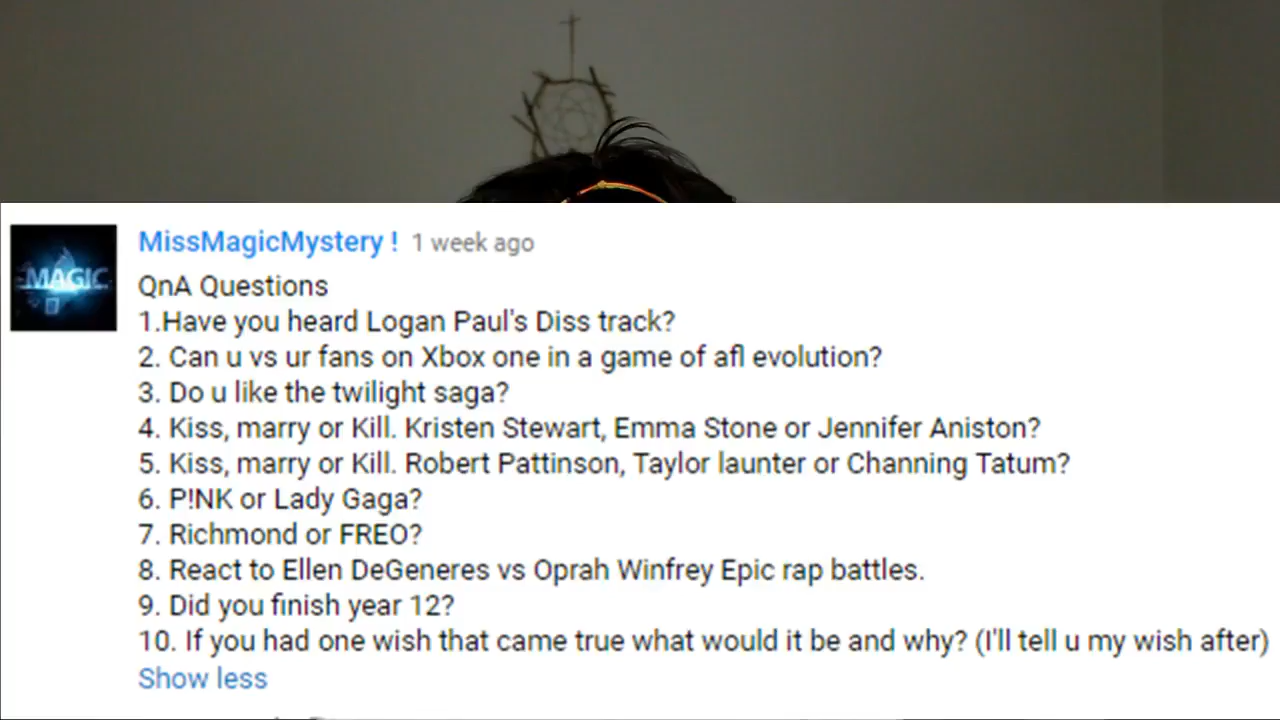 MAGIC
MissMagicMystery ! 1 week ago
QnA Questions
1.Have you heard Logan Paul's Diss track?
2. Can u vs ur fans on Xbox one in a game of afl evolution?
3. Do u like the twilight saga?
4. Kiss, marry or Kill. Kristen Stewart, Emma Stone or Jennifer Aniston?
5. Kiss, marry or Kill. Robert Pattinson, Taylor launter or Channing Tatum?
6. P!NK or Lady Gaga?
7. Richmond or FREO?
8. React to Ellen DeGeneres vs Oprah Winfrey Epic rap battles.
9. Did you finish year 12?
10. If you had one wish that came true what would it be and why? (I'll tell u my wish after)
Show less